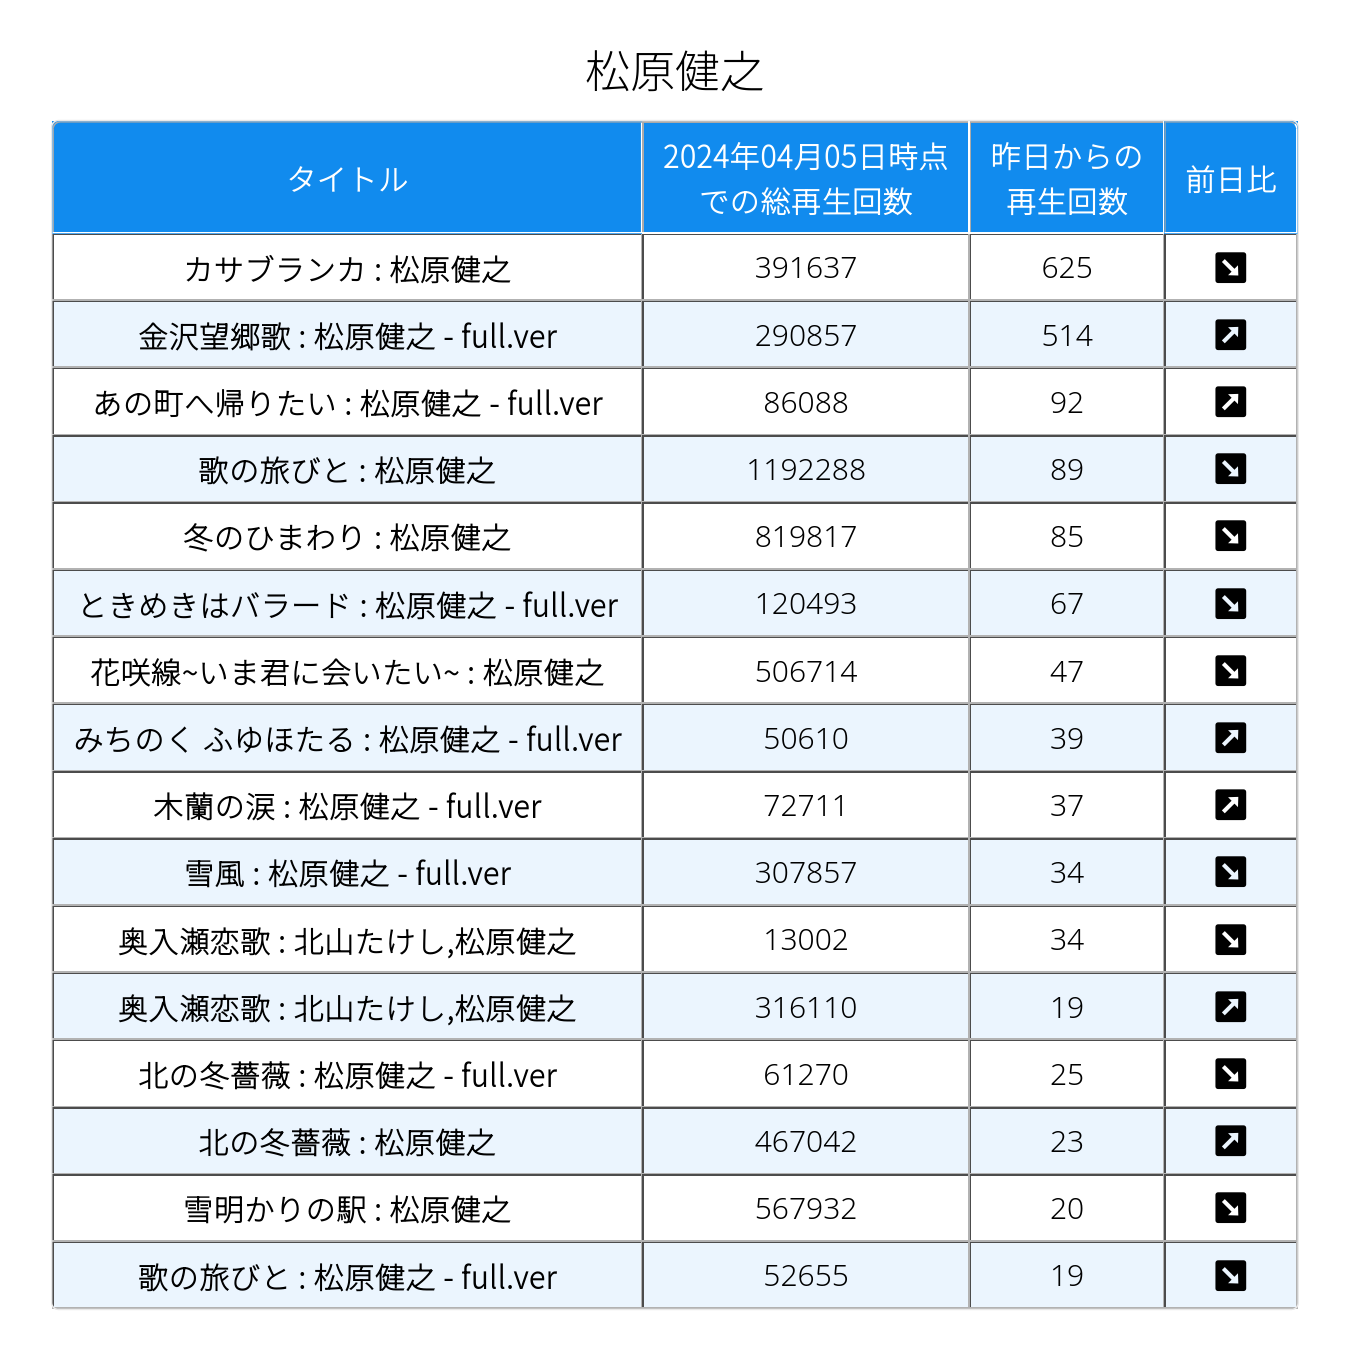 松原健之
タイトル
2024年04月05日時点
での総再生回数
昨日からの
再生回数
前日比
カサブランカ : 松原健之 391637 625
金沢望郷歌 : 松原健之 - full.ver 290857 514
あの町へ帰りたい : 松原健之 - full.ver 86088 92
歌の旅びと : 松原健之 1192288 89
冬のひまわり : 松原健之 819817 85
ときめきはバラード : 松原健之 - full.ver 120493 67
花咲線~いま君に会いたい~ : 松原健之 506714 47
みちのく ふゆほたる : 松原健之 - full.ver 50610 39
木蘭の涙 : 松原健之 - full.ver 72711 37
雪風 : 松原健之 - full.ver 307857 34
奥入瀬恋歌 : 北山たけし,松原健之 13002 34
奥入瀬恋歌 : 北山たけし,松原健之 316110 19
北の冬薔薇 : 松原健之 - full.ver 61270 25
北の冬薔薇 : 松原健之 467042 23
雪明かりの駅 : 松原健之 567932 20
歌の旅びと : 松原健之 - full.ver 52655 19